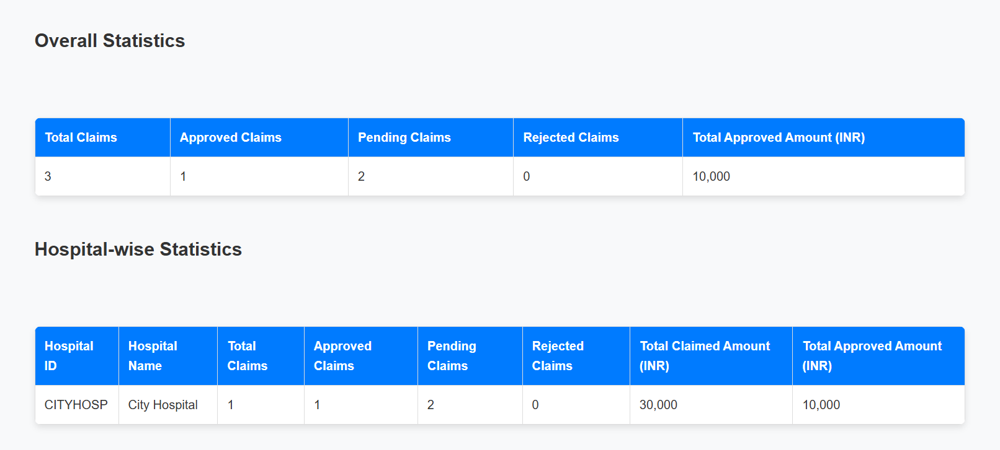 Overall Statistics
Total Claims Approved Claims Pending Claims Rejected Claims Total Approved Amount (INR)
3 1 2 0 10,000
Hospital-wise Statistics
Hospital ID Hospital Name Total Claims Approved Claims Pending Claims Rejected Claims Total Claimed Amount (INR) Total Approved Amount (INR)
CITYHOSP City Hospital 1 1 2 0 30,000 10,000